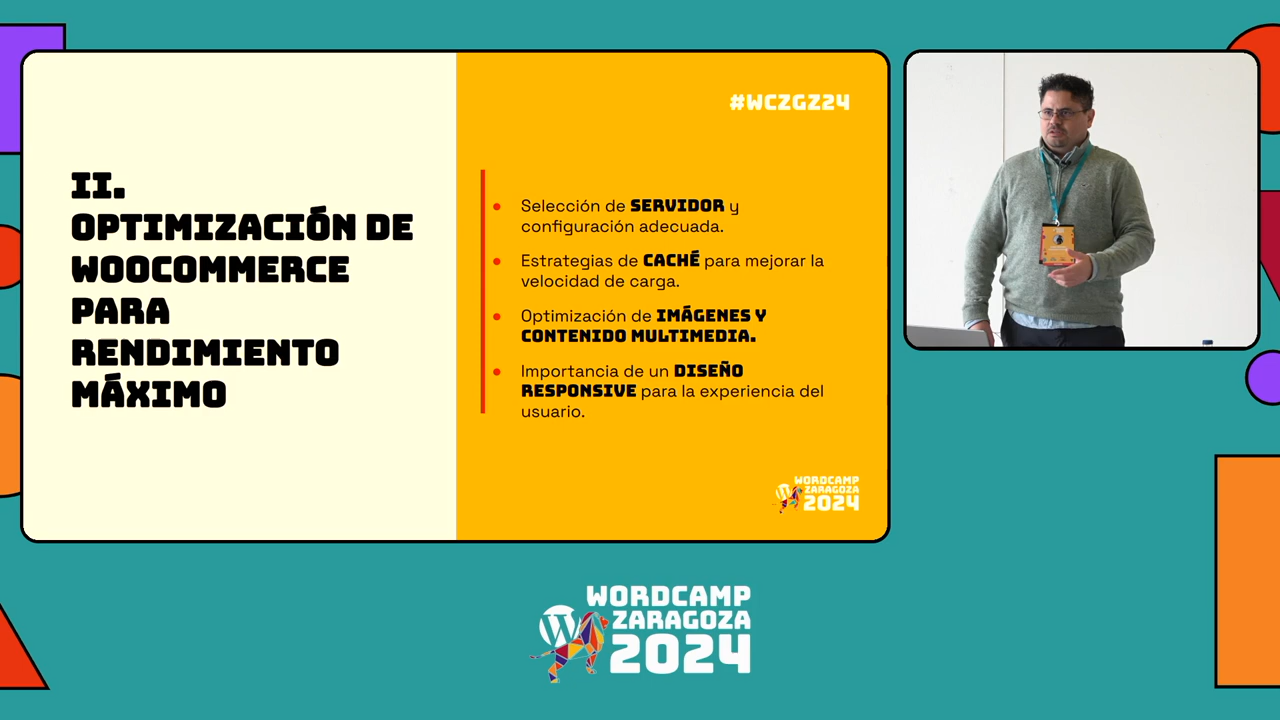 #WCZGZ24
II.
OPTIMIZACIÓN DE
WOOCOMMERCE
PARA
RENDIMIENTO
MÁXIMO
Selección de SERVIDOR y
configuración adecuada.
Estrategias de CACHÉ para mejorar la
velocidad de carga.
Optimización de IMÁGENES Y
CONTENIDO MULTIMEDIA.
Importancia de un DISEÑO
RESPONSIVE para la experiencia del
usuario.
WORDCAMP
ZARAGOZA
2024
WORDCAMP
ZARAGOZA
2024